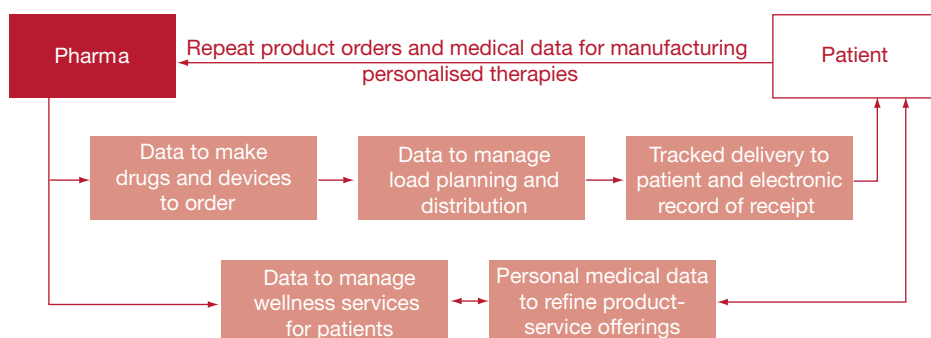 Pharma
Repeat product orders and medical data for manufacturing
personalised therapies
Patient
Data to make
drugs and devices
to order
Data to manage
load planning and
distribution
Tracked delivery to
patient and electronic
record of receipt
Data to manage
wellness services
for patients
Personal medical data
to refine product-
service offerings